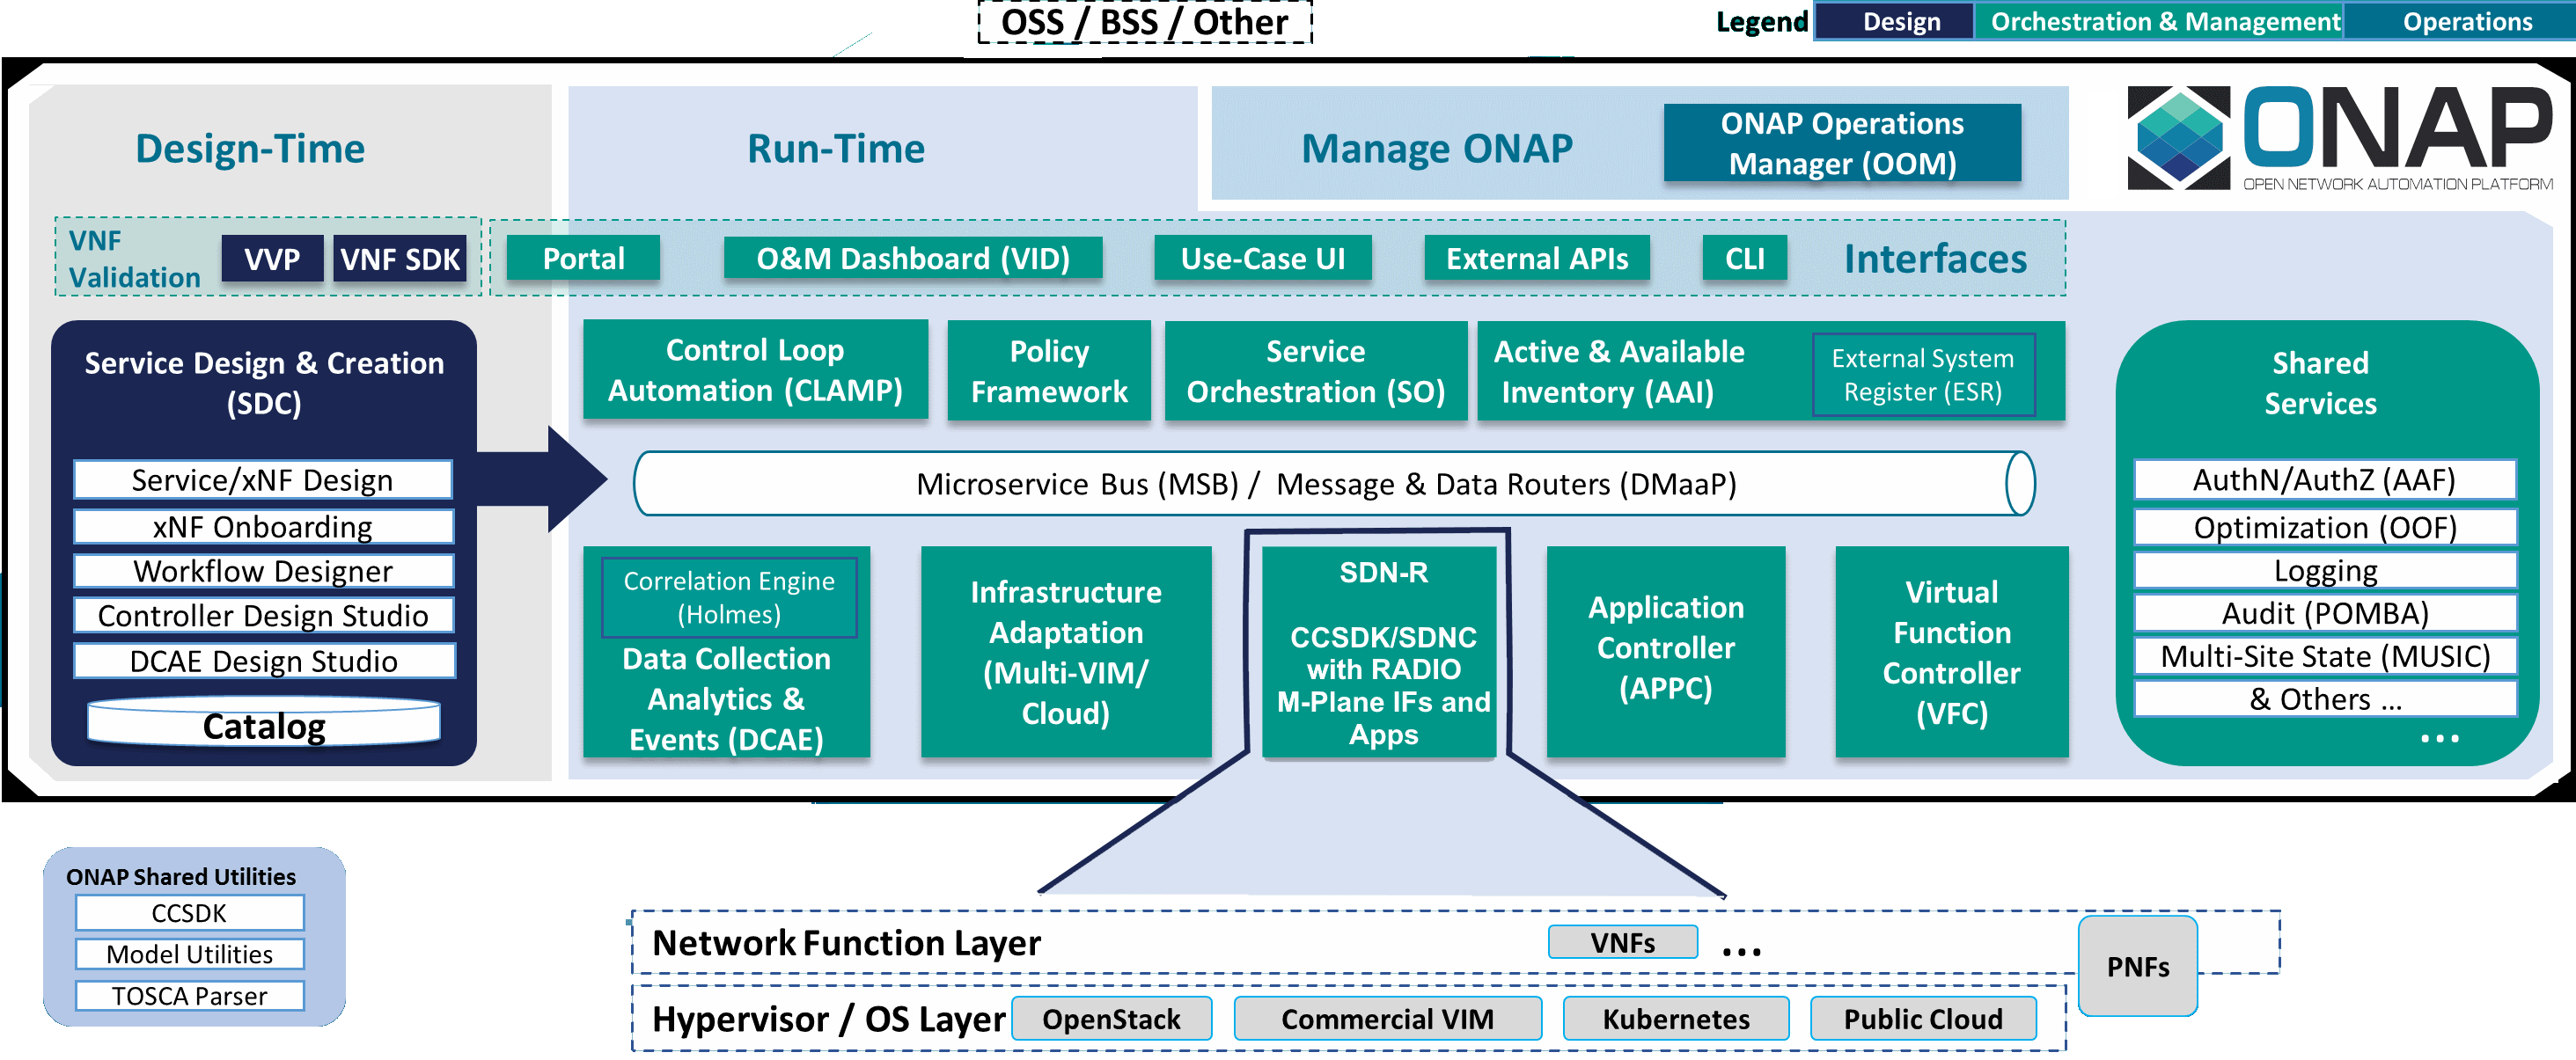 OSS / BSS / Other
Legend
Design
Orchestration & Management
Operations
Design-Time
Run-Time
Manage ONAP
ONAP Operations
Manager (OOM)
ONAP
OPEN NETWORK AUTOMATION PLATFORM
VNF
Validation
VVP
VNF SDK
Portal
O&M Dashboard (VID)
Use-Case UI
External APIs
CLI
Interfaces
Service Design & Creation
(SDC)
Service/xNF Design
xNF Onboarding
Workflow Designer
Controller Design Studio
DCAE Design Studio
Catalog
Control Loop
Automation (CLAMP)
Policy
Framework
Service
Orchestration (SO)
Active & Available
Inventory (AAI)
External System
Register (ESR)
Microservice Bus (MSB) / Message & Data Routers (DMaaP)
Correlation Engine
(Holmes)
Data Collection
Analytics &
Events (DCAE)
Infrastructure
Adaptation
(Multi-VIM/
Cloud)
SDN-R
CCSDK/SDNC
with RADIO
M-Plane IFs and
Apps
Application
Controller
(APPC)
Virtual
Function
Controller
(VFC)
Shared
Services
AuthN/AuthZ (AAF)
Optimization (OOF)
Logging
Audit (POMBA)
Multi-Site State (MUSIC)
& Others ...
...
ONAP Shared Utilities
CCSDK
Model Utilities
TOSCA Parser
Network Function Layer
VNFs
...
PNFs
Hypervisor / OS Layer
OpenStack
Commercial VIM
Kubernetes
Public Cloud